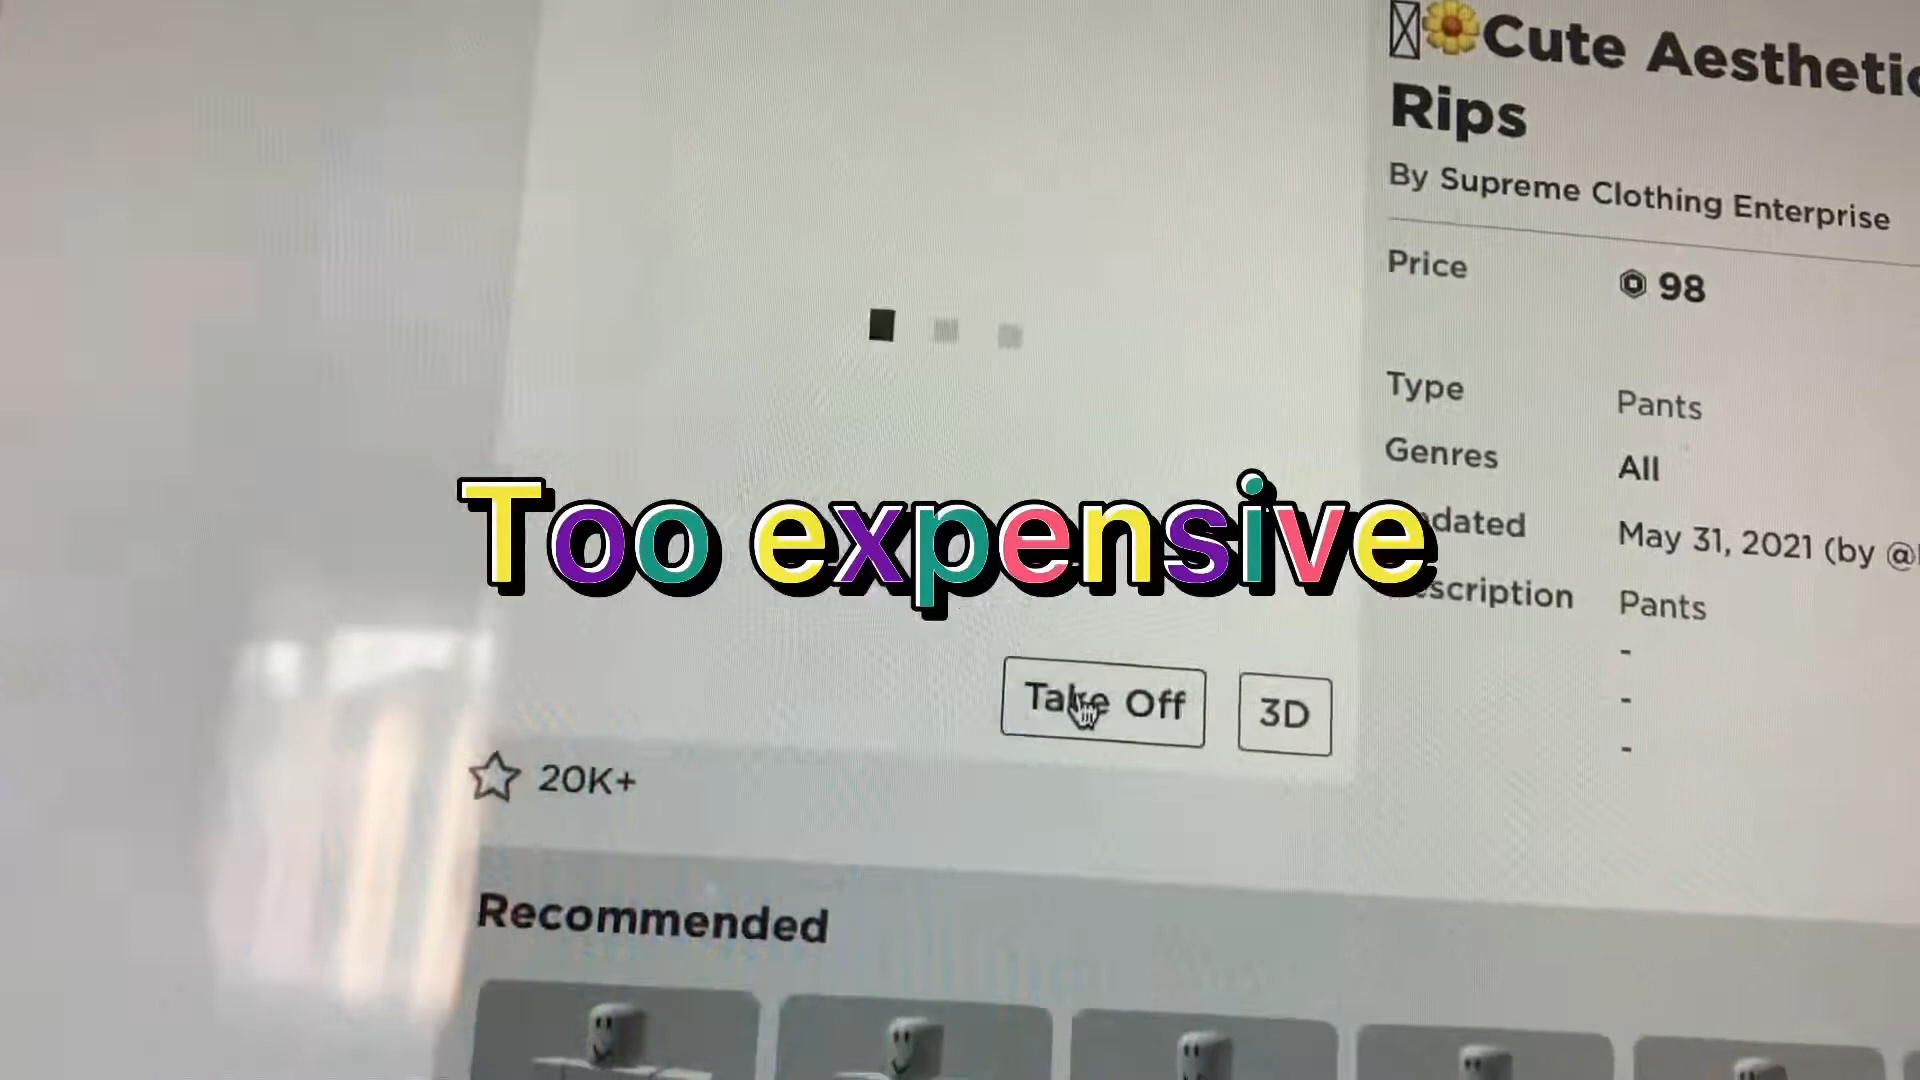 Cute Aesthetic
Rips
By Supreme Clothing Enterprise
Price 98
Type Pants
Genres All
dated May 31, 2021 (by @
scription Pants
-
-
-
Too expensive
Take Off 3D
20K+
Recommended